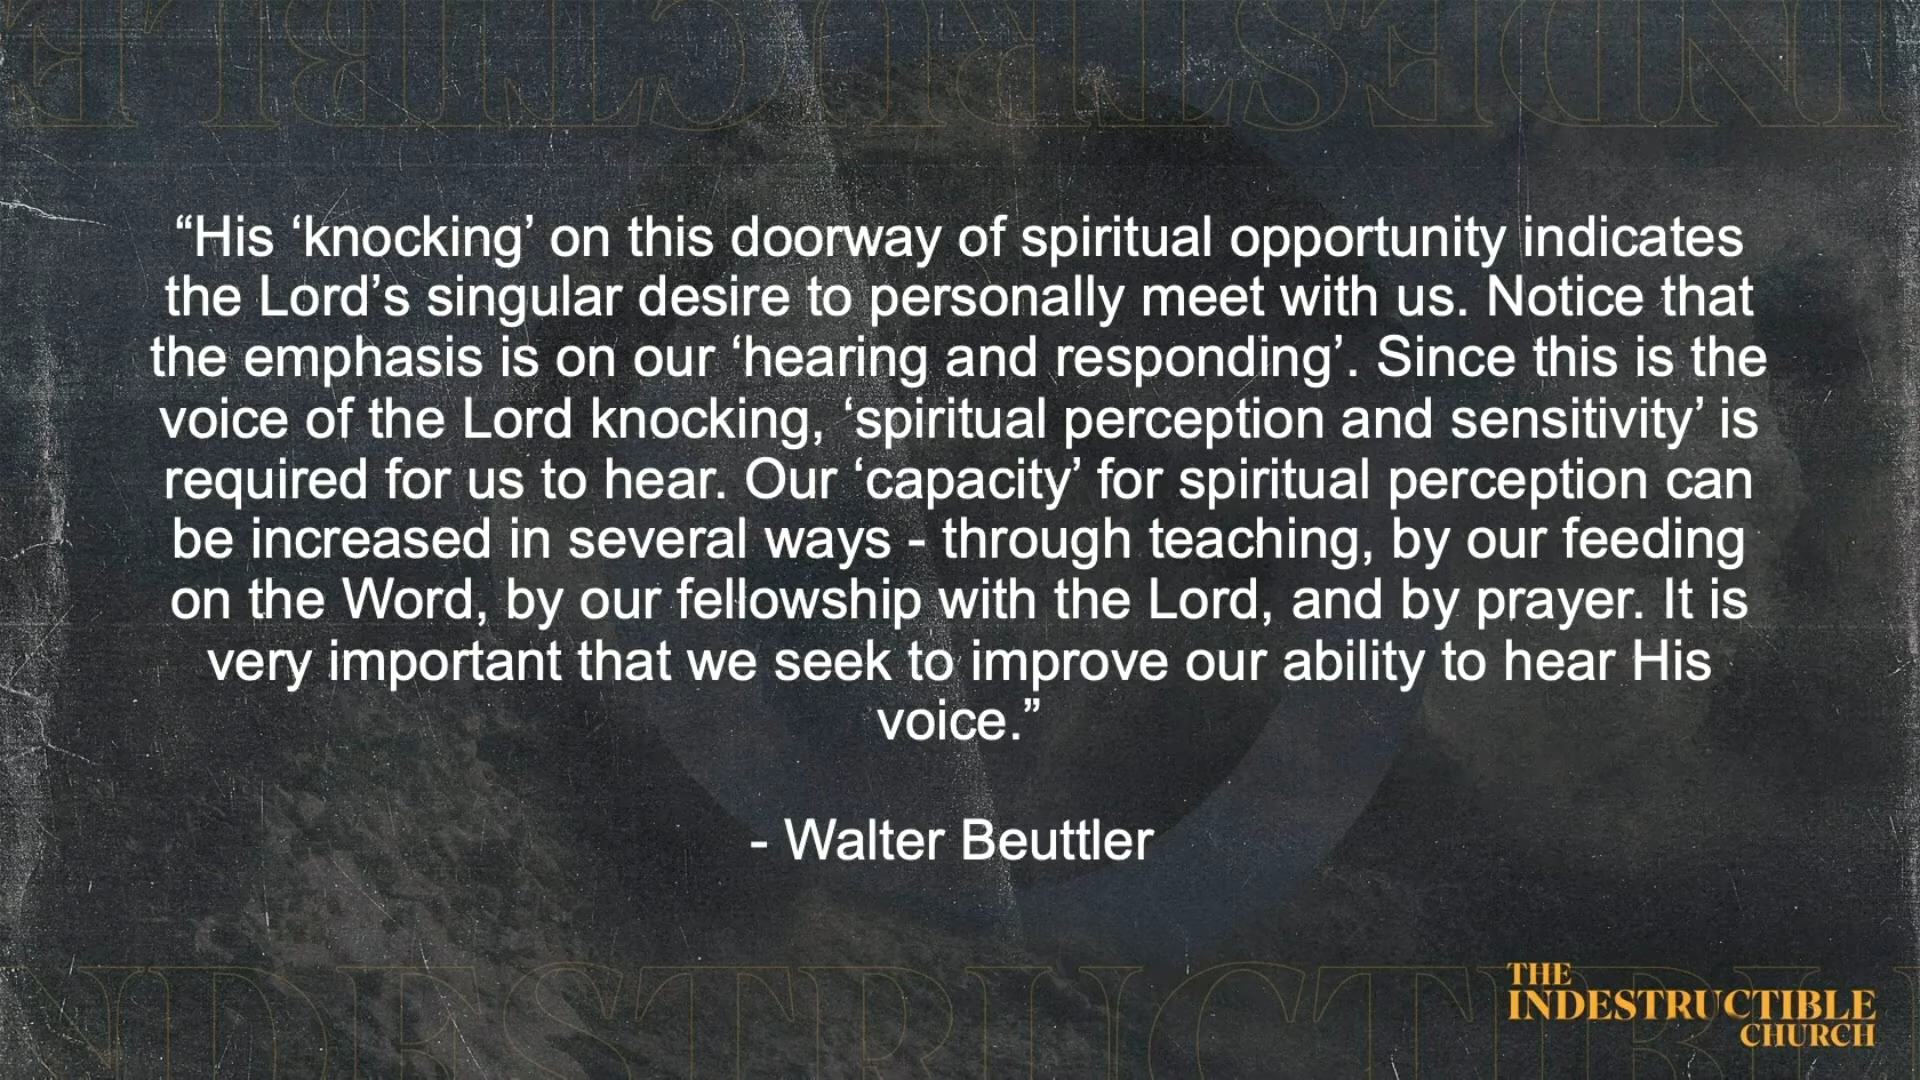 INDESTRUCTIBLE
“His ‘knocking’ on this doorway of spiritual opportunity indicates
the Lord’s singular desire to personally meet with us. Notice that
the emphasis is on our ‘hearing and responding’. Since this is the
voice of the Lord knocking, ‘spiritual perception and sensitivity’ is
required for us to hear. Our ‘capacity’ for spiritual perception can
be increased in several ways - through teaching, by our feeding
on the Word, by our fellowship with the Lord, and by prayer. It is
very important that we seek to improve our ability to hear His
voice.”
- Walter Beuttler
INDESTRUCTIBL
THE
INDESTRUCTIBLE
CHURCH